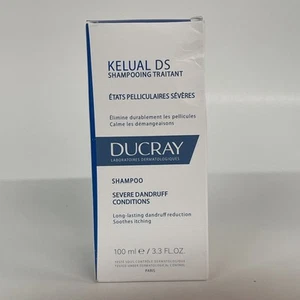 KELUAL DS
SHAMPOOING TRAITANT
ÉTATS PELLICULAIRES SÉVÈRES
Élimine durablement les pellicules
Calme les démangeaisons
DUCRAY
LABORATOIRES DERMATOLOGIQUES
SHAMPOO
SEVERE DANDRUFF
CONDITIONS
Long-lasting dandruff reduction
Soothes itching
100 ml e / 3.3 FL.OZ.
PARIS